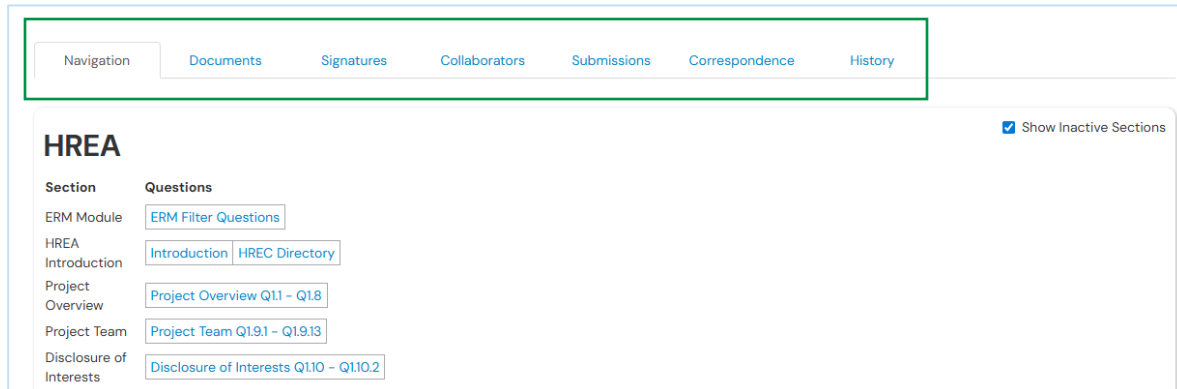 Navigation Documents Signatures Collaborators Submissions Correspondence History
Show Inactive Sections
HREA
Section Questions
ERM Module ERM Filter Questions
HREA
Introduction Introduction HREC Directory
Project
Overview Project Overview Q1.1 - Q1.8
Project Team Project Team Q1.9.1 - Q1.9.13
Disclosure of
Interests Disclosure of Interests Q1.10 - Q1.10.2